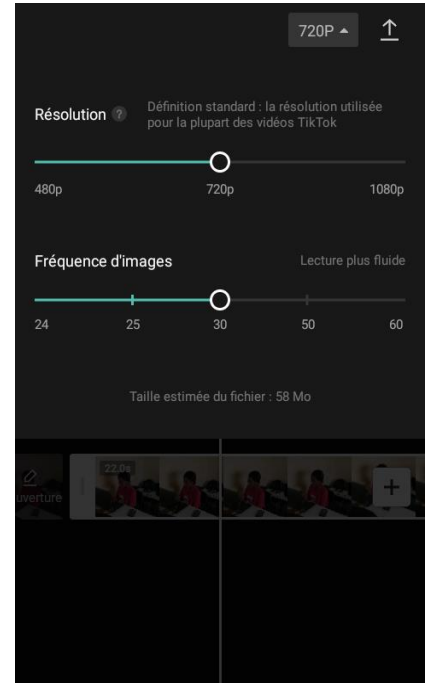 720P
Résolution ? Définition standard : la résolution utilisée
pour la plupart des vidéos TikTok
480p 720p 1080p
Fréquence d'images Lecture plus fluide
24 25 30 50 60
Taille estimée du fichier : 58 Mo
22.0s
uverture